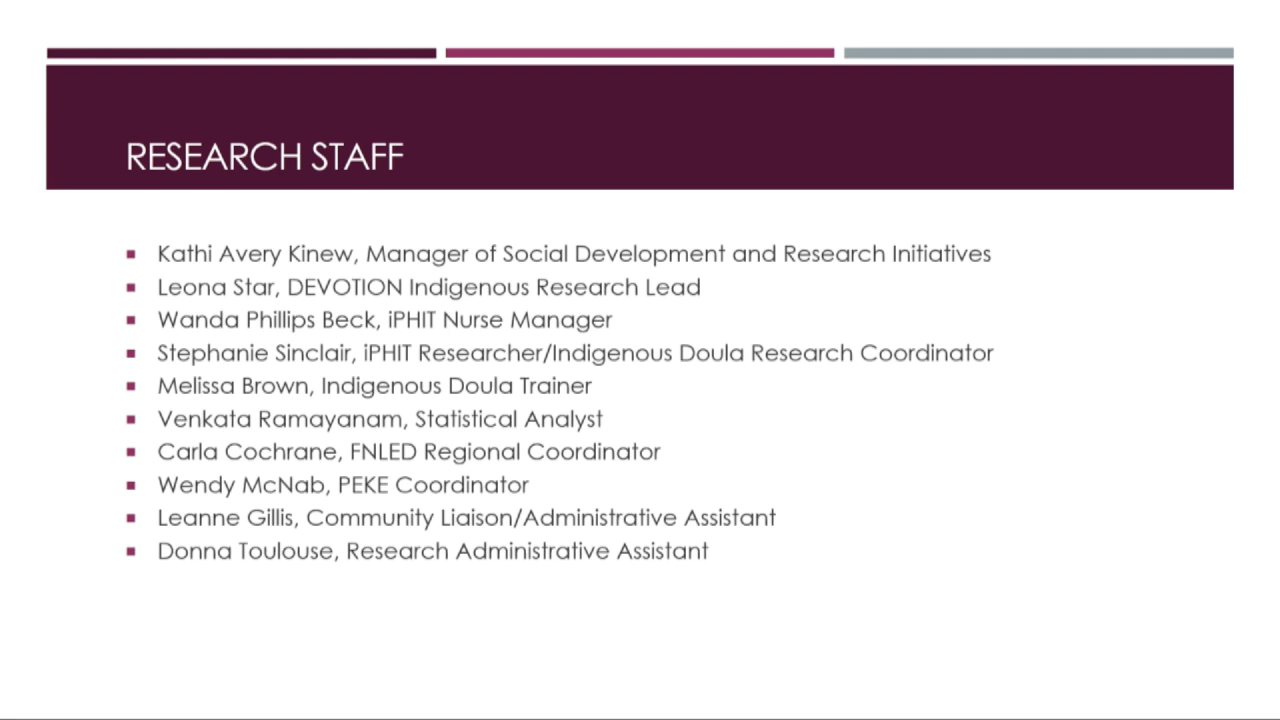 RESEARCH STAFF
Kathi Avery Kinew, Manager of Social Development and Research Initiatives
Leona Star, DEVOTION Indigenous Research Lead
Wanda Phillips Beck, iPHIT Nurse Manager
Stephanie Sinclair, iPHIT Researcher/Indigenous Doula Research Coordinator
Melissa Brown, Indigenous Doula Trainer
Venkata Ramayanam, Statistical Analyst
Carla Cochrane, FNLED Regional Coordinator
Wendy McNab, PEKE Coordinator
Leanne Gillis, Community Liaison/Administrative Assistant
Donna Toulouse, Research Administrative Assistant